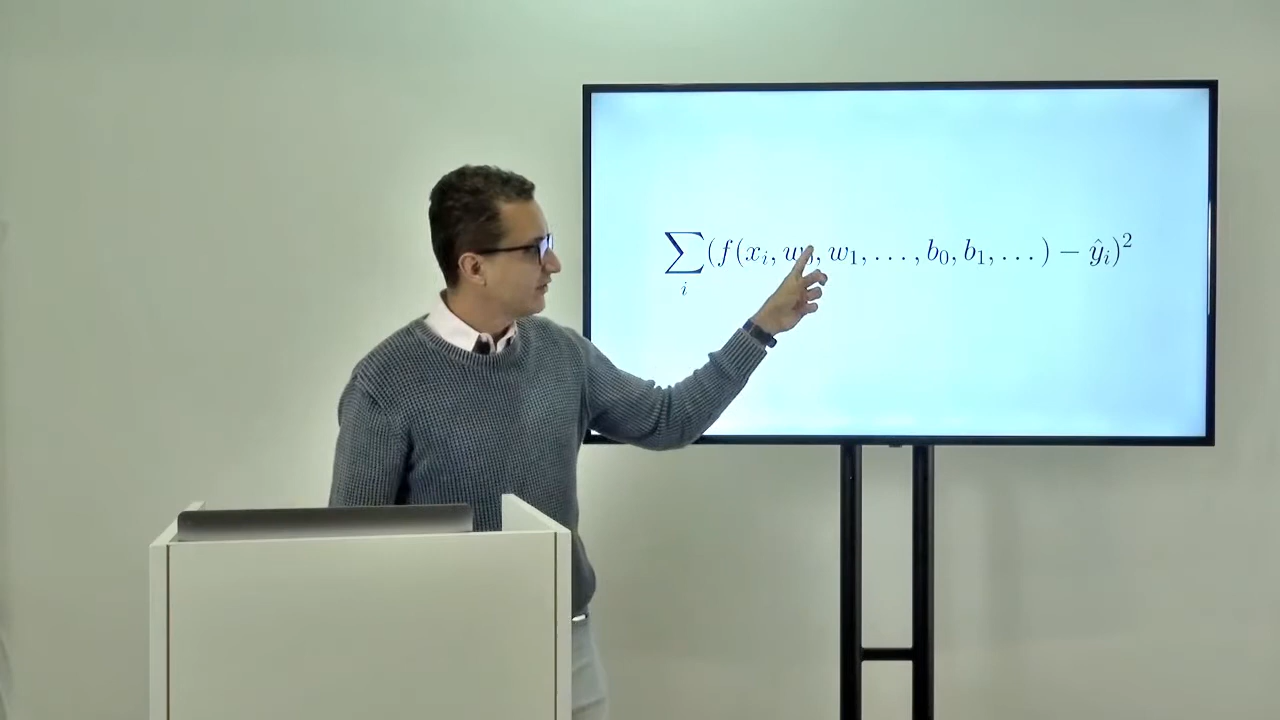 ∑_i (f(x_i, w_0, w_1, …, b_0, b_1, …) − ŷ_i)^2